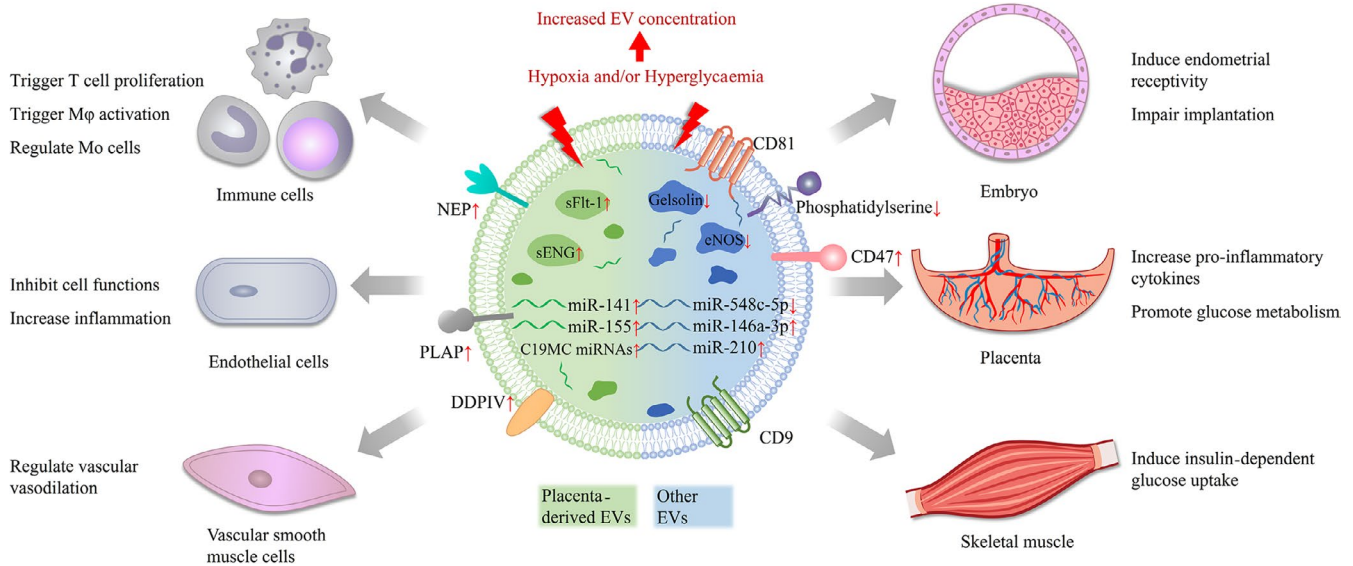 Increased EV concentration
Hypoxia and/or Hyperglycaemia
Trigger T cell proliferation
Trigger Mφ activation
Regulate Mo cells
Immune cells
Inhibit cell functions
Increase inflammation
Endothelial cells
Regulate vascular
vasodilation
Vascular smooth
muscle cells
NEP↑
PLAP↑
DDPIV↑
sFlt-1↑
sENG↑
miR-141↑
miR-155↑
C19MC miRNAs↑
Gelsolin↓
eNOS↓
miR-548c-5p↓
miR-146a-3p↑
miR-210↑
CD81
Phosphatidylserine↓
CD47↑
CD9
Placenta-
derived EVs
Other
EVs
Induce endometrial
receptivity
Impair implantation
Embryo
Increase pro-inflammatory
cytokines
Promote glucose metabolism
Placenta
Induce insulin-dependent
glucose uptake
Skeletal muscle